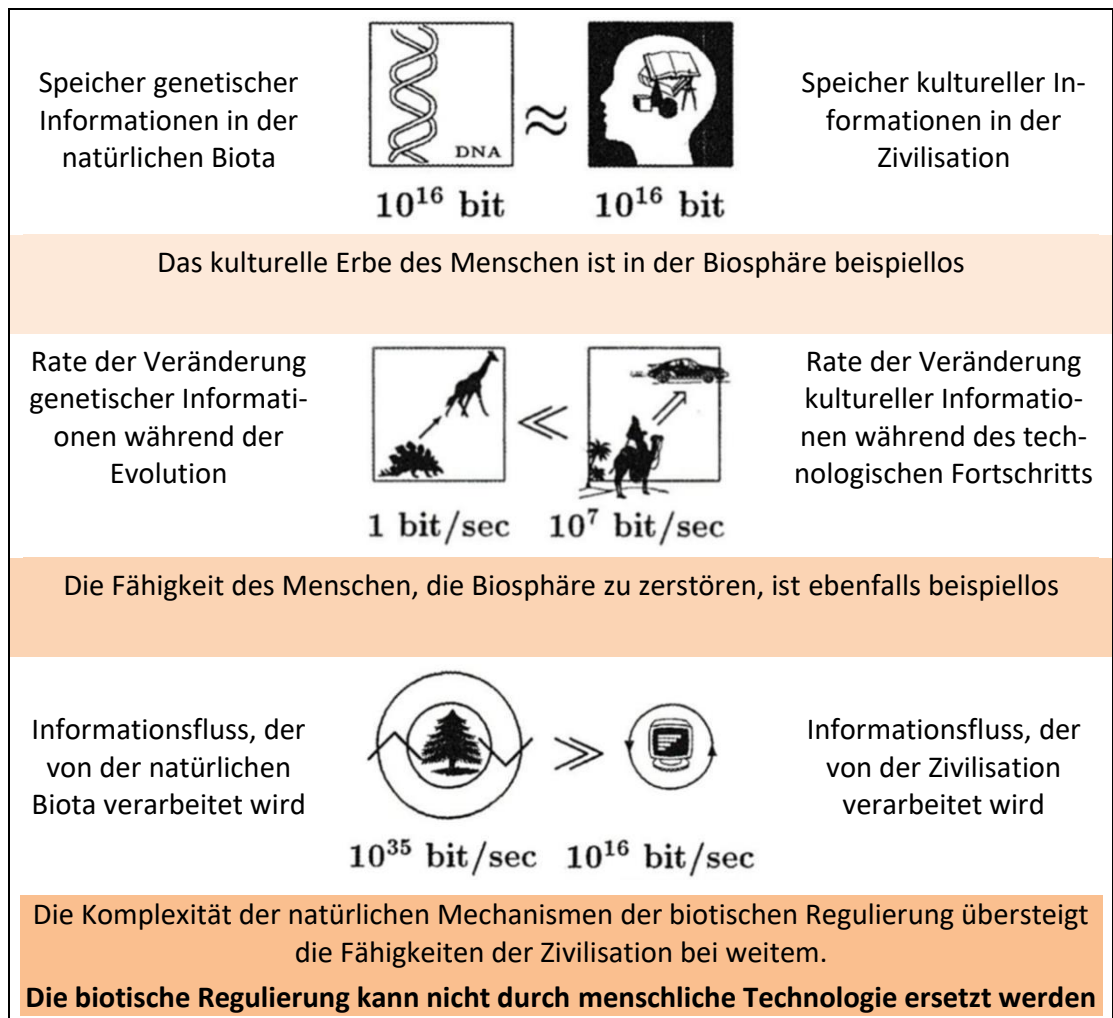 Speicher genetischer
Informationen in der
natürlichen Biota
DNA
≈
10¹⁶ bit
10¹⁶ bit
Speicher kultureller In-
formationen in der
Zivilisation
Das kulturelle Erbe des Menschen ist in der Biosphäre beispiellos
Rate der Veränderung
genetischer Informati-
onen während der
Evolution
≪
1 bit/sec
10⁷ bit/sec
Rate der Veränderung
kultureller Informatio-
nen während des tech-
nologischen Fortschritts
Die Fähigkeit des Menschen, die Biosphäre zu zerstören, ist ebenfalls beispiellos
Informationsfluss, der
von der natürlichen
Biota verarbeitet wird
≫
10³⁵ bit/sec
10¹⁶ bit/sec
Informationsfluss, der
von der Zivilisation
verarbeitet wird
Die Komplexität der natürlichen Mechanismen der biotischen Regulierung übersteigt
die Fähigkeiten der Zivilisation bei weitem.
Die biotische Regulierung kann nicht durch menschliche Technologie ersetzt werden